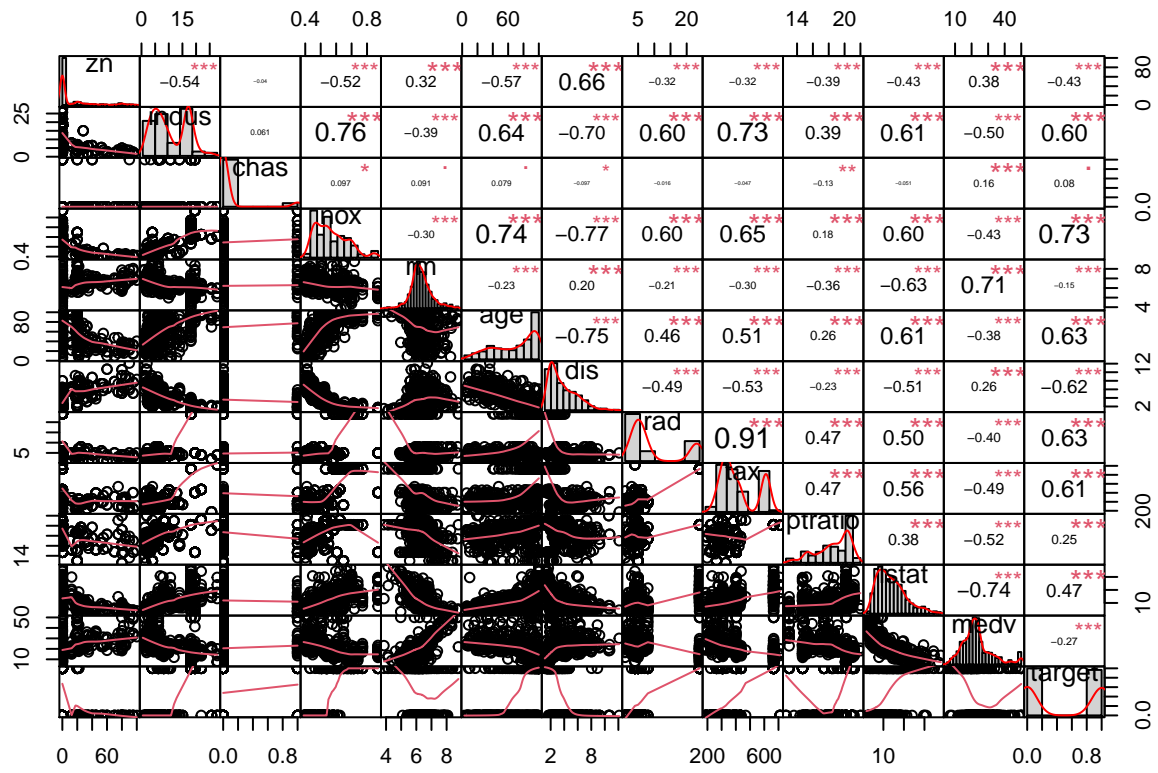 0 15 0.4 0.8 0 60 5 20 14 20 10 40
zn −0.54 *** −0.04 −0.52 *** 0.32 *** −0.57 *** 0.66 *** −0.32 *** −0.32 *** −0.39 *** −0.43 *** 0.38 *** −0.43 *** 0 80
0 25 indus 0.061 0.76 *** −0.39 *** 0.64 *** −0.70 *** 0.60 *** 0.73 *** 0.39 *** 0.61 *** −0.50 *** 0.60 ***
chas 0.097 * 0.091 . 0.079 . −0.097 * −0.016 −0.047 −0.13 ** −0.051 0.16 *** 0.08 . 0.0
0.4 nox −0.30 *** 0.74 *** −0.77 *** 0.60 *** 0.65 *** 0.18 *** 0.60 *** −0.43 *** 0.73 ***
rm −0.23 *** 0.20 *** −0.21 *** −0.30 *** −0.36 *** −0.63 *** 0.71 *** −0.15 ** 4 8
0 80 age −0.75 *** 0.46 *** 0.51 *** 0.26 *** 0.61 *** −0.38 *** 0.63 ***
dis −0.49 *** −0.53 *** −0.23 *** −0.51 *** 0.26 *** −0.62 *** 2 12
5 rad 0.91 *** 0.47 *** 0.50 *** −0.40 *** 0.63 ***
tax 0.47 *** 0.56 *** −0.49 *** 0.61 *** 200
14 ptratio 0.38 *** −0.52 *** 0.25 ***
lstat −0.74 *** 0.47 *** 10
10 50 medv −0.27 ***
target 0.0
0 60 0.0 0.8 4 6 8 2 8 200 600 10 0.0 0.8